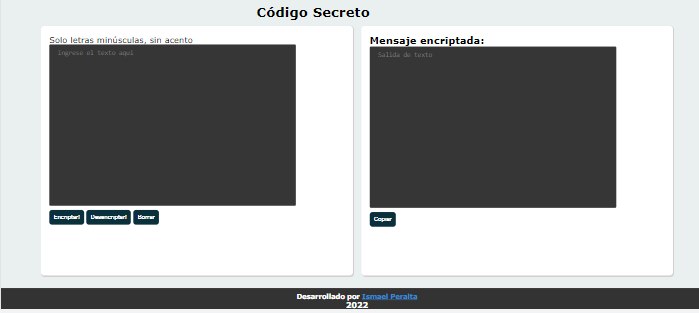 Código Secreto
Solo letras minúsculas, sin acento
Ingrese el texto aquí
Encriptar!
Desencriptar!
Borrar
Mensaje encriptada:
Salida de texto
Copiar
Desarrollado por Ismael Peralta
2022